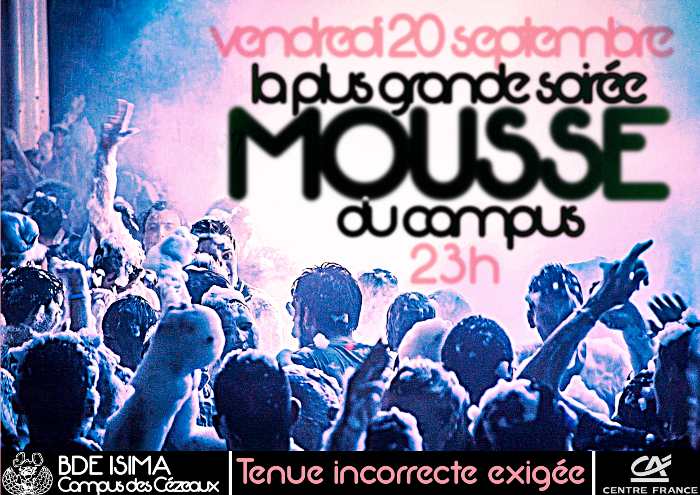 vendredi 20 septembre
la plus grande soirée
MOUSSE
du campus
23h
BDE ISIMA
Campus des Cézeaux
Tenue incorrecte exigée
CA
CENTRE FRANCE